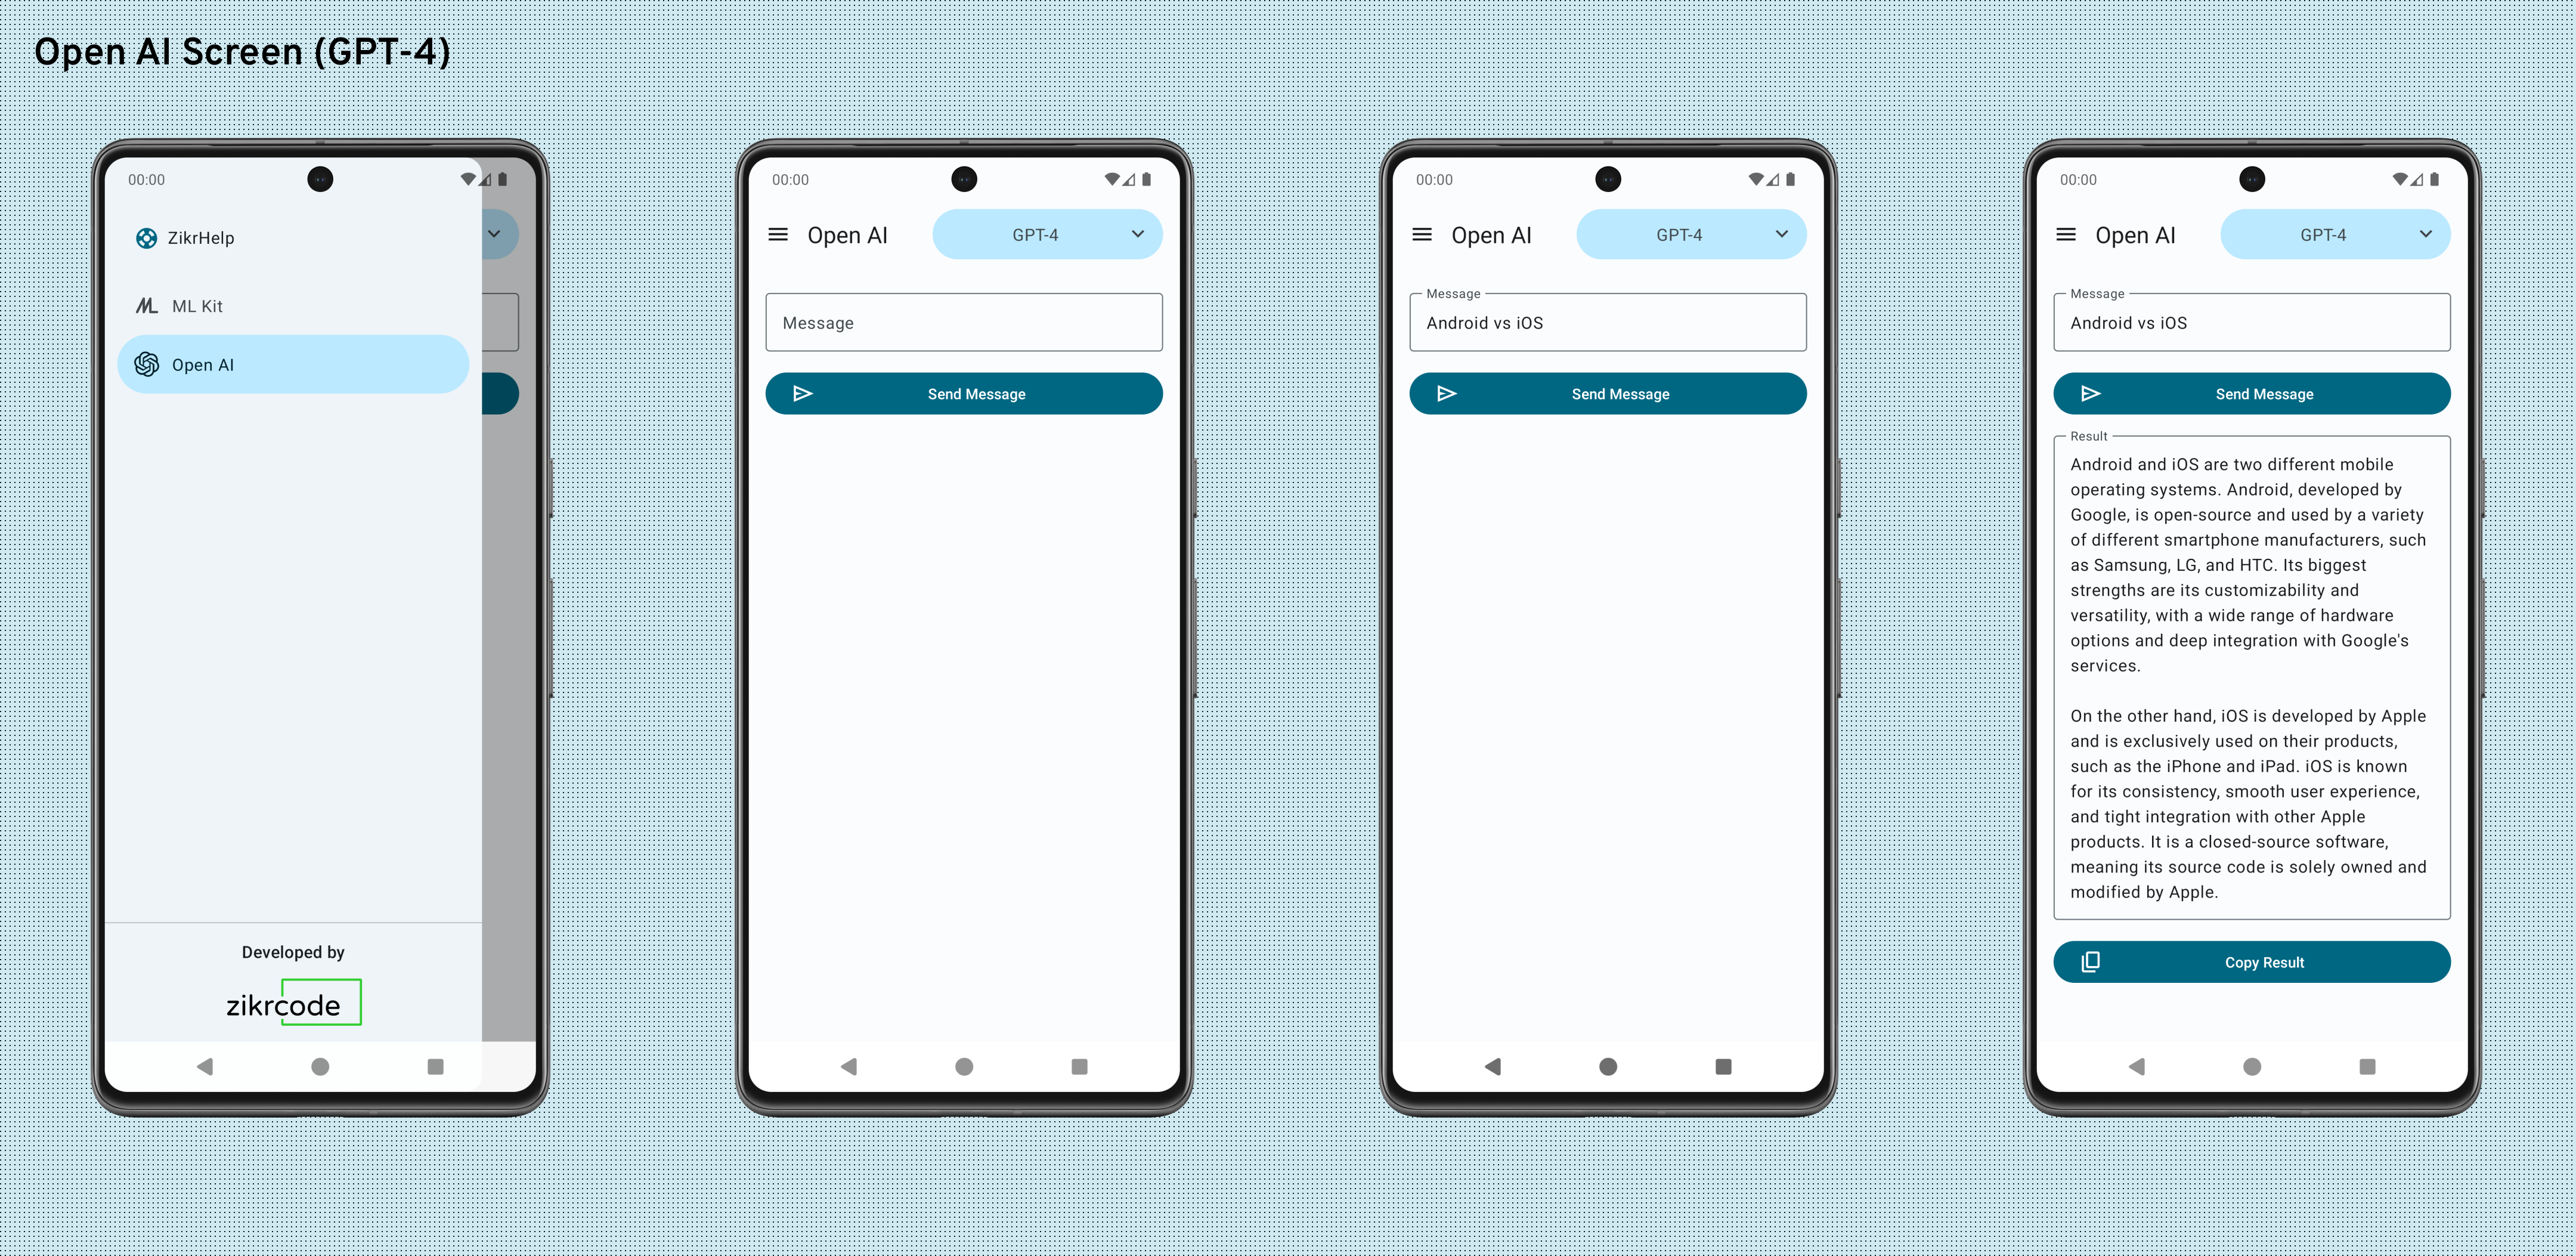 Open AI Screen (GPT-4)
00:00
ZikrHelp
ML Kit
Open AI
Developed by
zikrcode
00:00
Open AI
GPT-4
Message
Send Message
00:00
Open AI
GPT-4
Message
Android vs iOS
Send Message
00:00
Open AI
GPT-4
Message
Android vs iOS
Send Message
Result
Android and iOS are two different mobile
operating systems. Android, developed by
Google, is open-source and used by a variety
of different smartphone manufacturers, such
as Samsung, LG, and HTC. Its biggest
strengths are its customizability and
versatility, with a wide range of hardware
options and deep integration with Google's
services.
On the other hand, iOS is developed by Apple
and is exclusively used on their products,
such as the iPhone and iPad. iOS is known
for its consistency, smooth user experience,
and tight integration with other Apple
products. It is a closed-source software,
meaning its source code is solely owned and
modified by Apple.
Copy Result